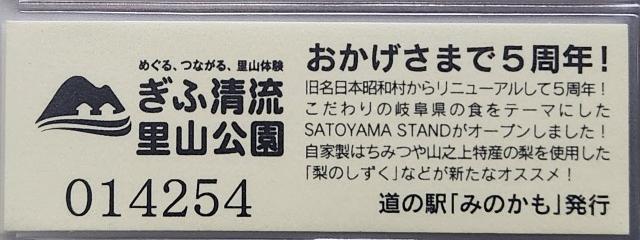 めぐる、つながる、里山体験
ぎふ清流
里山公園
014254
おかげさまで5周年！
旧名日本昭和村からリニューアルして5周年！
こだわりの岐阜県の食をテーマにした
SATOYAMA STANDがオープンしました！
自家製はちみつや山之上特産の梨を使用した
「梨のしずく」などが新たなオススメ！
道の駅「みのかも」発行